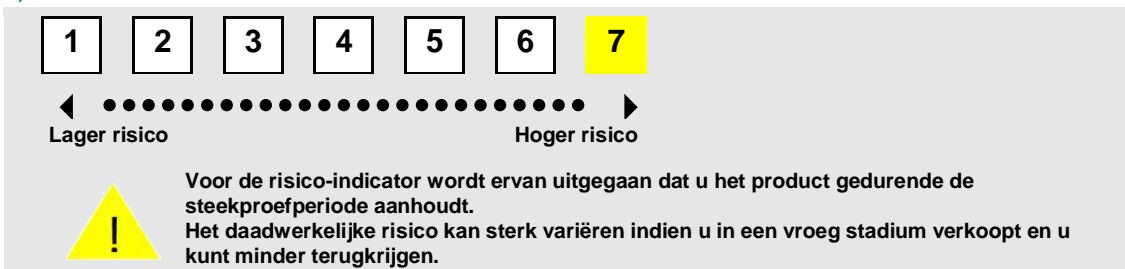 1 2 3 4 5 6 7
Lager risico Hoger risico
! Voor de risico-indicator wordt ervan uitgegaan dat u het product gedurende de
steekproefperiode aanhoudt.
Het daadwerkelijke risico kan sterk variëren indien u in een vroeg stadium verkoopt en u
kunt minder terugkrijgen.